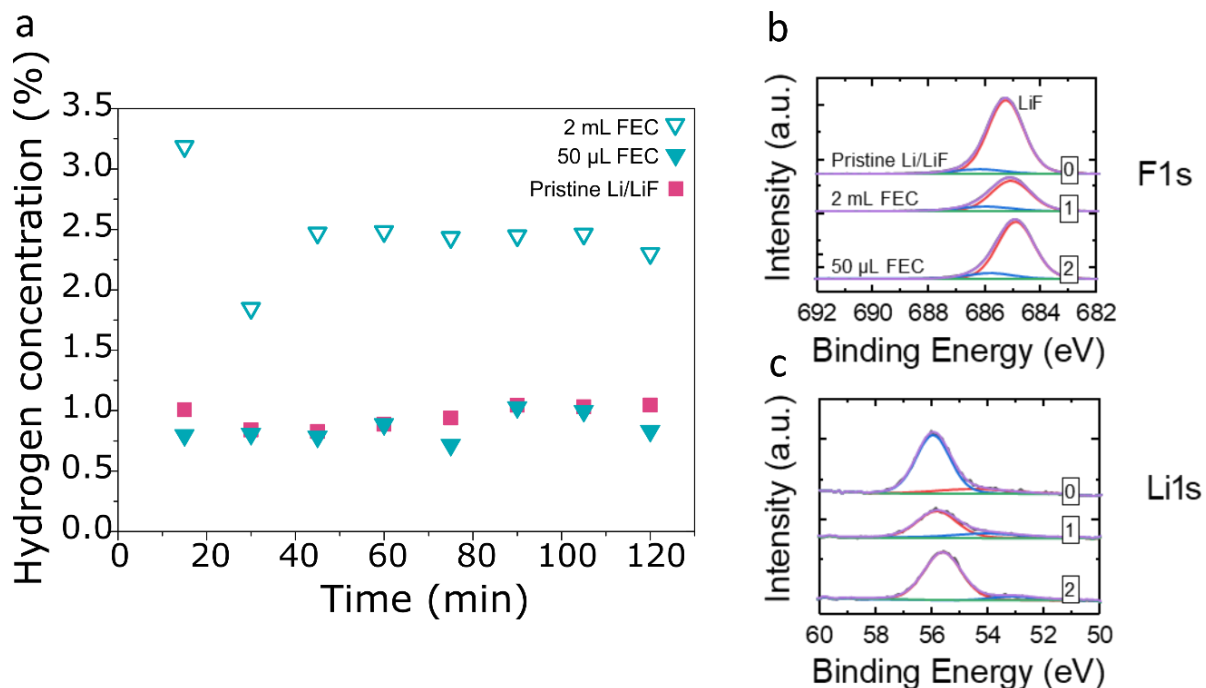 a
Hydrogen concentration (%)
3.5
3.0
2.5
2.0
1.5
1.0
0.5
0.0
0 20 40 60 80 100 120
Time (min)
2 mL FEC
50 µL FEC
Pristine Li/LiF
b
Intensity (a.u.)
LiF
Pristine Li/LiF
0
2 mL FEC
1
50 µL FEC
2
692 690 688 686 684 682
Binding Energy (eV)
F1s
c
Intensity (a.u.)
0
1
2
60 58 56 54 52 50
Binding Energy (eV)
Li1s